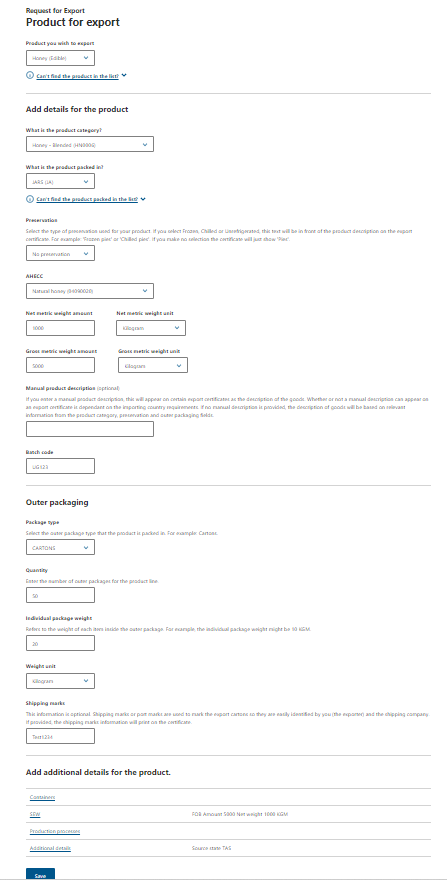 Request for Export
Product for export
Product you wish to export
Honey (Edible)
Can't find the product in the list?
Add details for the product
What is the product category?
Honey - Blended (HN0006)
What is the product packed in?
JARS (JA)
Can't find the product packed in the list?
Preservation
Select the type of preservation used for your product. If you select Frozen, Chilled or Unrefrigerated, this text will be in front of the product description on the export
certificate. For example: 'Frozen pies' or 'Chilled pies'. If you make no selection the certificate will just show 'Pies'.
No preservation
AHECC
Natural honey (04090028)
Net metric weight amount Net metric weight unit
1000 Kilogram
Gross metric weight amount Gross metric weight unit
5000 Kilogram
Manual product description (optional)
If you enter a manual product description, this will appear on certain export certificates as the description of the goods. Whether or not a manual description can appear on
an export certificate is dependant on the importing country requirements. If no manual description is provided, the description of goods will be based on relevant
information from the product category, preservation and outer packaging fields.
Batch code
UG123
Outer packaging
Package type
Select the outer package type that the product is packed in. For example: Cartons.
CARTONS
Quantity
Enter the number of outer packages for the product line.
50
Individual package weight
Refers to the weight of each item inside the outer package. For example, the individual package weight might be 10 KGM.
20
Weight unit
Kilogram
Shipping marks
This information is optional. Shipping marks or port marks are used to mark the export cartons so they are easily identified by you (the exporter) and the shipping company.
If provided, the shipping marks information will print on the certificate.
Test1234
Add additional details for the product.
Containers
SEW FOB Amount 5000 Net weight 1000 KGM
Production processes
Additional details Source state TAS
Save